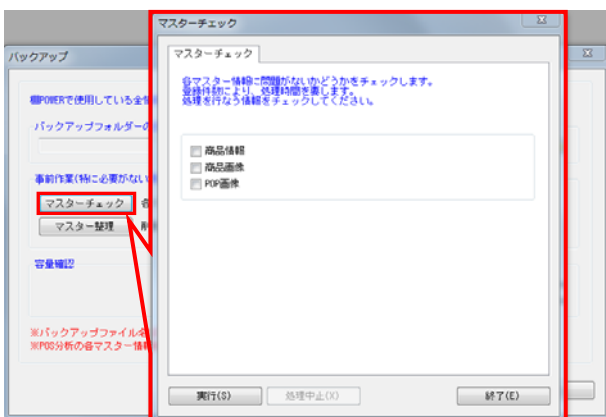 マスターチェック
マスターチェック
各マスター情報に問題がないかどうかをチェックします。
登録件数により、処理時間を要します。
処理を行なう情報をチェックしてください。
商品情報
商品画像
POP画像
実行(S)
処理中止(X)
終了(E)
バックアップ
棚POWERで使用している全情
バックアップフォルダーの
事前作業(特に必要がない
マスターチェック
各
マスター整理
削
容量確認
※バックアップファイル名
※POS分析の各マスター情報